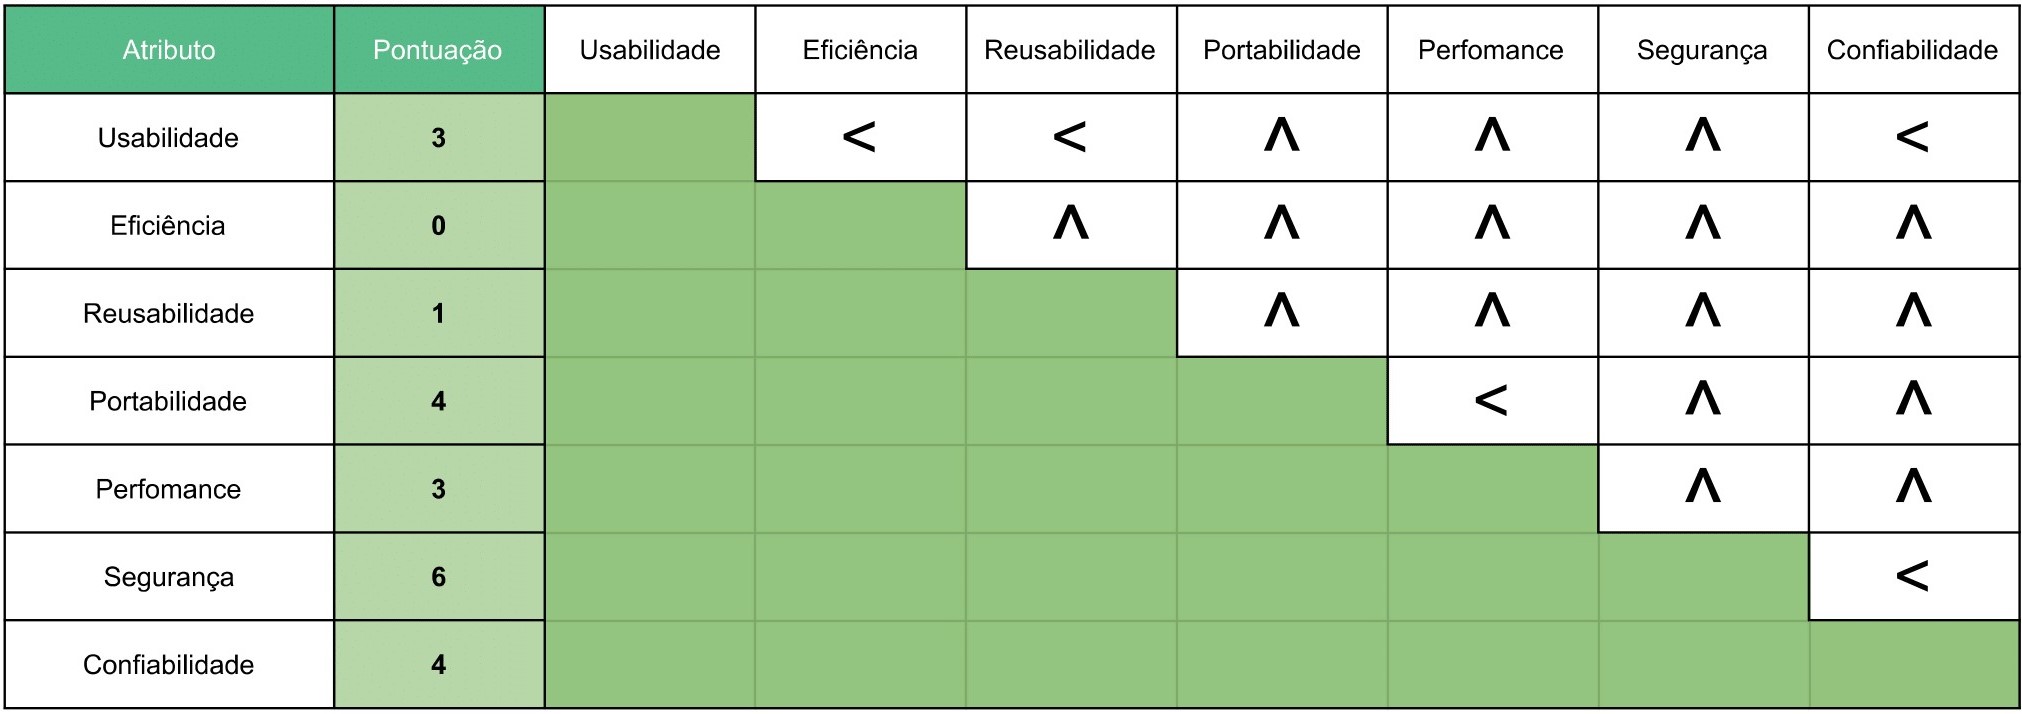 Atributo Pontuação Usabilidade Eficiência Reusabilidade Portabilidade Perfomance Segurança Confiabilidade
Usabilidade 3 < < ^ ^ ^ <
Eficiência 0 ^ ^ ^ ^ ^
Reusabilidade 1 ^ ^ ^ ^
Portabilidade 4 < ^ ^
Perfomance 3 ^ ^
Segurança 6 <
Confiabilidade 4